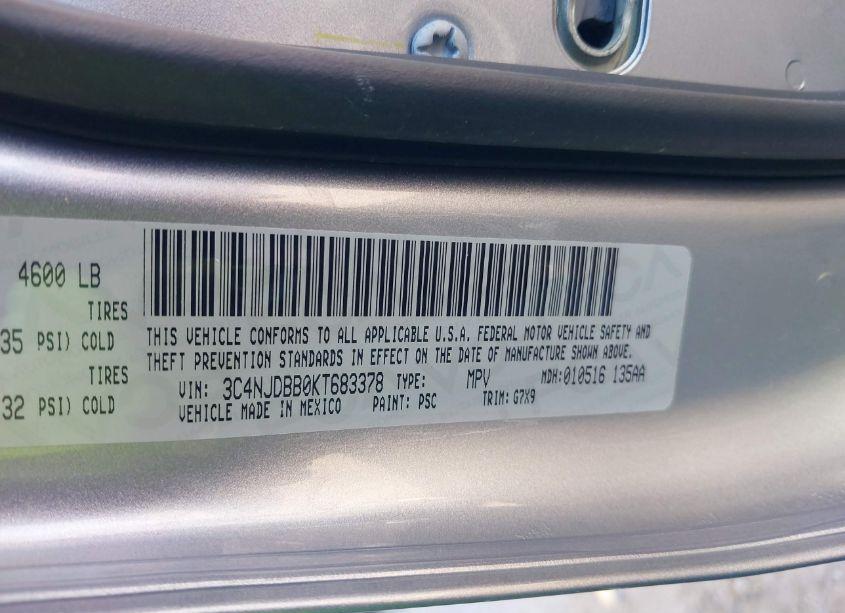 4600 LB
TIRES
35 PSI) COLD
TIRES
32 PSI) COLD
THIS VEHICLE CONFORMS TO ALL APPLICABLE U.S.A. FEDERAL MOTOR VEHICLE SAFETY AND
THEFT PREVENTION STANDARDS IN EFFECT ON THE DATE OF MANUFACTURE SHOWN ABOVE.
VIN: 3C4NJDBB0KT683378 TYPE: MPV MDH:010516 135AA
VEHICLE MADE IN MEXICO PAINT: PSC TRIM: G7X9